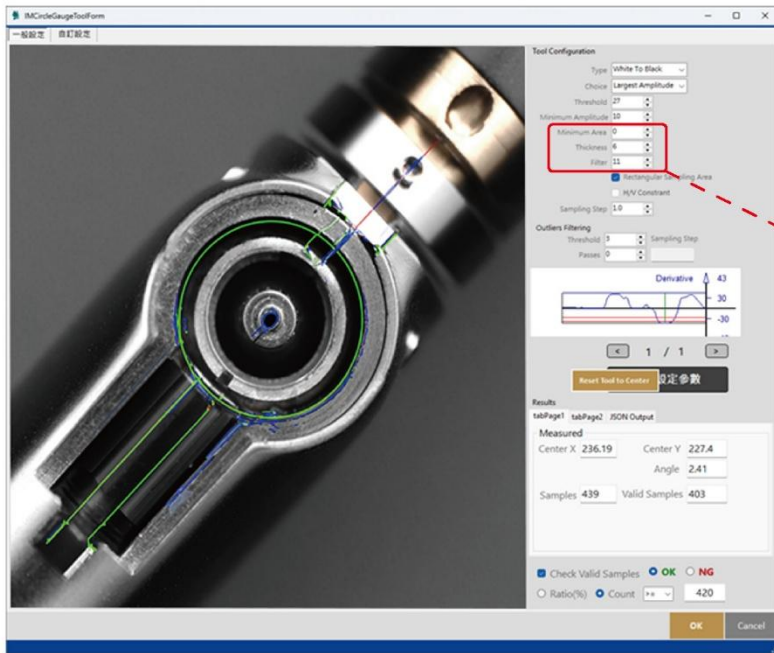 IMCircleGaugeToolForm
一般設定 自訂設定
Tool Configuration
Type White To Black
Choice Largest Amplitude
Threshold 27
Minimum Amplitude 10
Minimum Area 0
Thickness 6
Filter 11
Rectangular Sampling Area
H/V Constrant
Sampling Step 1.0
Outliers Filtering
Threshold 3 Sampling Step
Passes 0
Derivative 43
30
-30
< 1 / 1 >
Reset Tool to Center 設定參數
Results
tabPage1 tabPage2 JSON Output
Measured
Center X 236.19 Center Y 227.4
Angle 2.41
Samples 439 Valid Samples 403
Check Valid Samples OK NG
Ratio(%) Count 420
OK Cancel